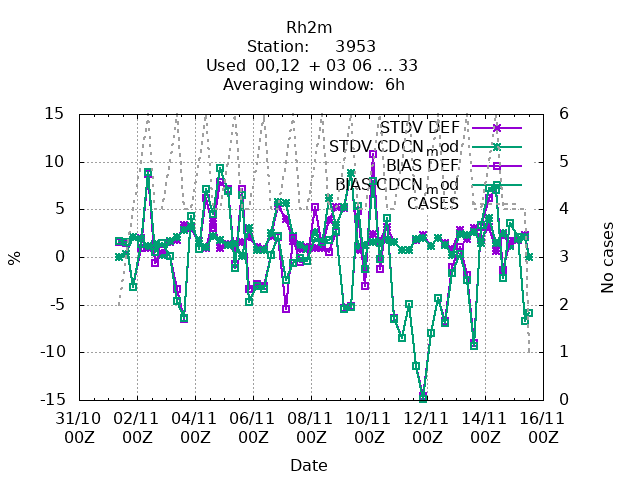 Rh2m
Station: 3953
Used 00,12 + 03 06 ... 33
Averaging window: 6h
15 6
STDV DEF
STDV CDCN_mod
10 5
BIAS DEF
BIAS CDCN_mod
5 4
CASES
0 3
%
No cases
-5 2
-10 1
-15 0
31/10 02/11 04/11 06/11 08/11 10/11 12/11 14/11 16/11
00Z 00Z 00Z 00Z 00Z 00Z 00Z 00Z 00Z
Date